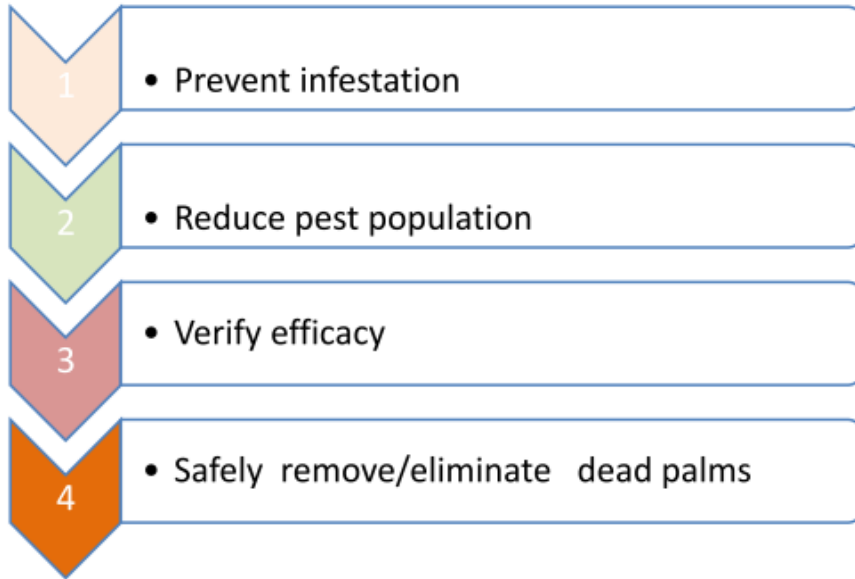 1
• Prevent infestation
2
• Reduce pest population
3
• Verify efficacy
4
• Safely  remove/eliminate   dead palms